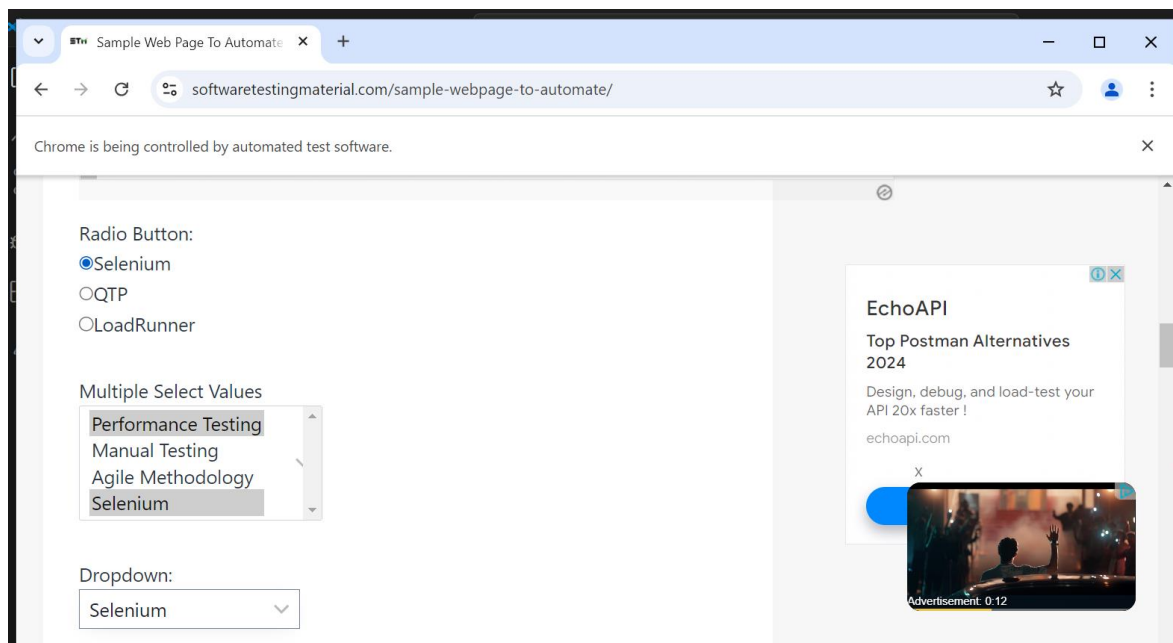 STM Sample Web Page To Automate
softwaretestingmaterial.com/sample-webpage-to-automate/
Chrome is being controlled by automated test software.
Radio Button:
Selenium
QTP
LoadRunner
Multiple Select Values
Performance Testing
Manual Testing
Agile Methodology
Selenium
Dropdown:
Selenium
EchoAPI
Top Postman Alternatives
2024
Design, debug, and load-test your
API 20x faster !
echoapi.com
X
Advertisement: 0:12